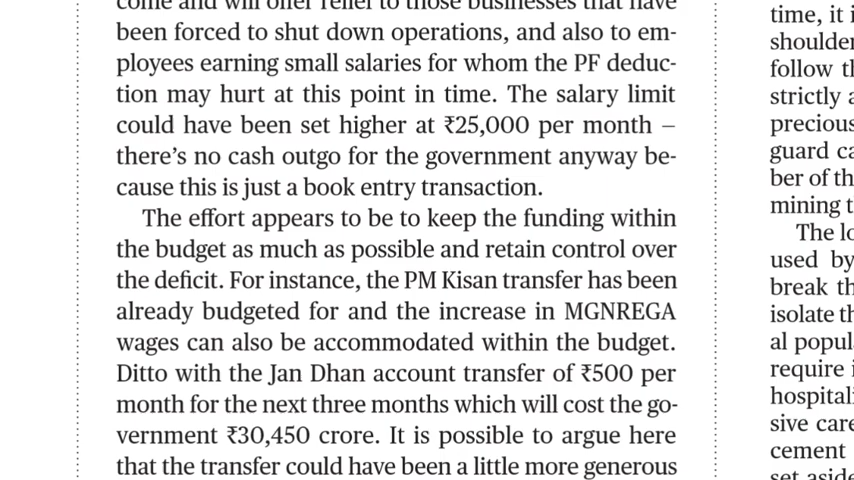 come and will offer relief to those businesses that have
been forced to shut down operations, and also to em-
ployees earning small salaries for whom the PF deduc-
tion may hurt at this point in time. The salary limit
could have been set higher at ₹25,000 per month –
there's no cash outgo for the government anyway be-
cause this is just a book entry transaction.
The effort appears to be to keep the funding within
the budget as much as possible and retain control over
the deficit. For instance, the PM Kisan transfer has been
already budgeted for and the increase in MGNREGA
wages can also be accommodated within the budget.
Ditto with the Jan Dhan account transfer of ₹500 per
month for the next three months which will cost the go-
vernment ₹30,450 crore. It is possible to argue here
that the transfer could have been a little more generous
time, it i
shoulder
follow th
strictly a
precious
guard ca
ber of th
mining t
The lo
used by
break th
isolate th
al popul
require i
hospitali
sive care
cement
set aside